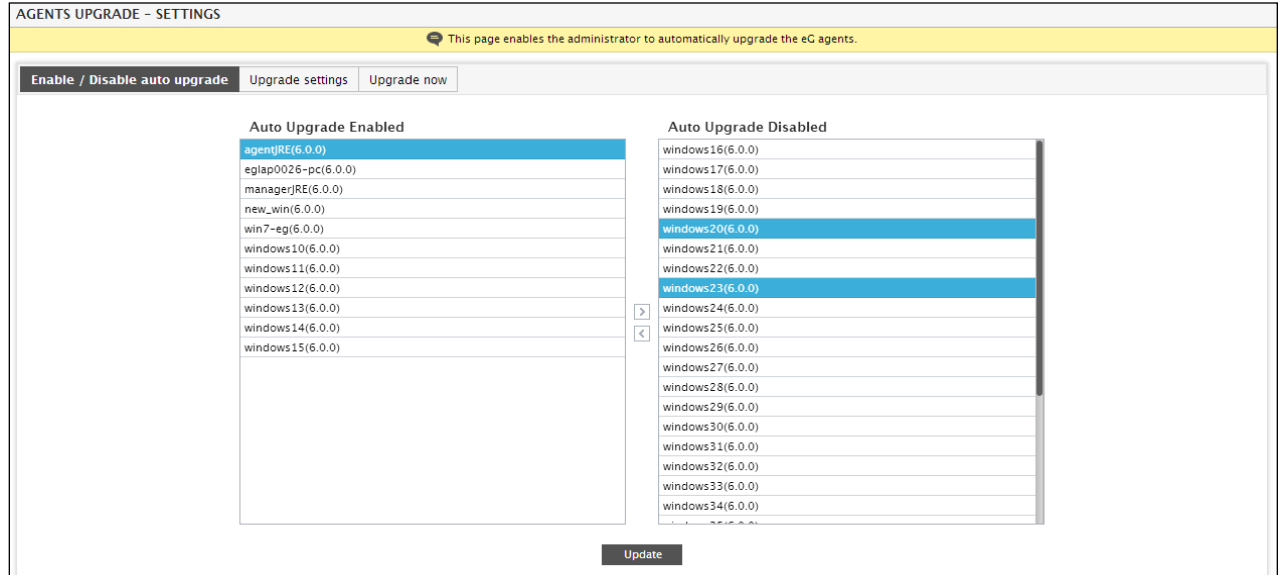 AGENTS UPGRADE - SETTINGS
This page enables the administrator to automatically upgrade the eG agents.
Enable / Disable auto upgrade
Upgrade settings
Upgrade now
Auto Upgrade Enabled
agentJRE(6.0.0)
eglap0026-pc(6.0.0)
managerJRE(6.0.0)
new_win(6.0.0)
win7-eg(6.0.0)
windows10(6.0.0)
windows11(6.0.0)
windows12(6.0.0)
windows13(6.0.0)
windows14(6.0.0)
windows15(6.0.0)
>
<
Auto Upgrade Disabled
windows16(6.0.0)
windows17(6.0.0)
windows18(6.0.0)
windows19(6.0.0)
windows20(6.0.0)
windows21(6.0.0)
windows22(6.0.0)
windows23(6.0.0)
windows24(6.0.0)
windows25(6.0.0)
windows26(6.0.0)
windows27(6.0.0)
windows28(6.0.0)
windows29(6.0.0)
windows30(6.0.0)
windows31(6.0.0)
windows32(6.0.0)
windows33(6.0.0)
windows34(6.0.0)
Update